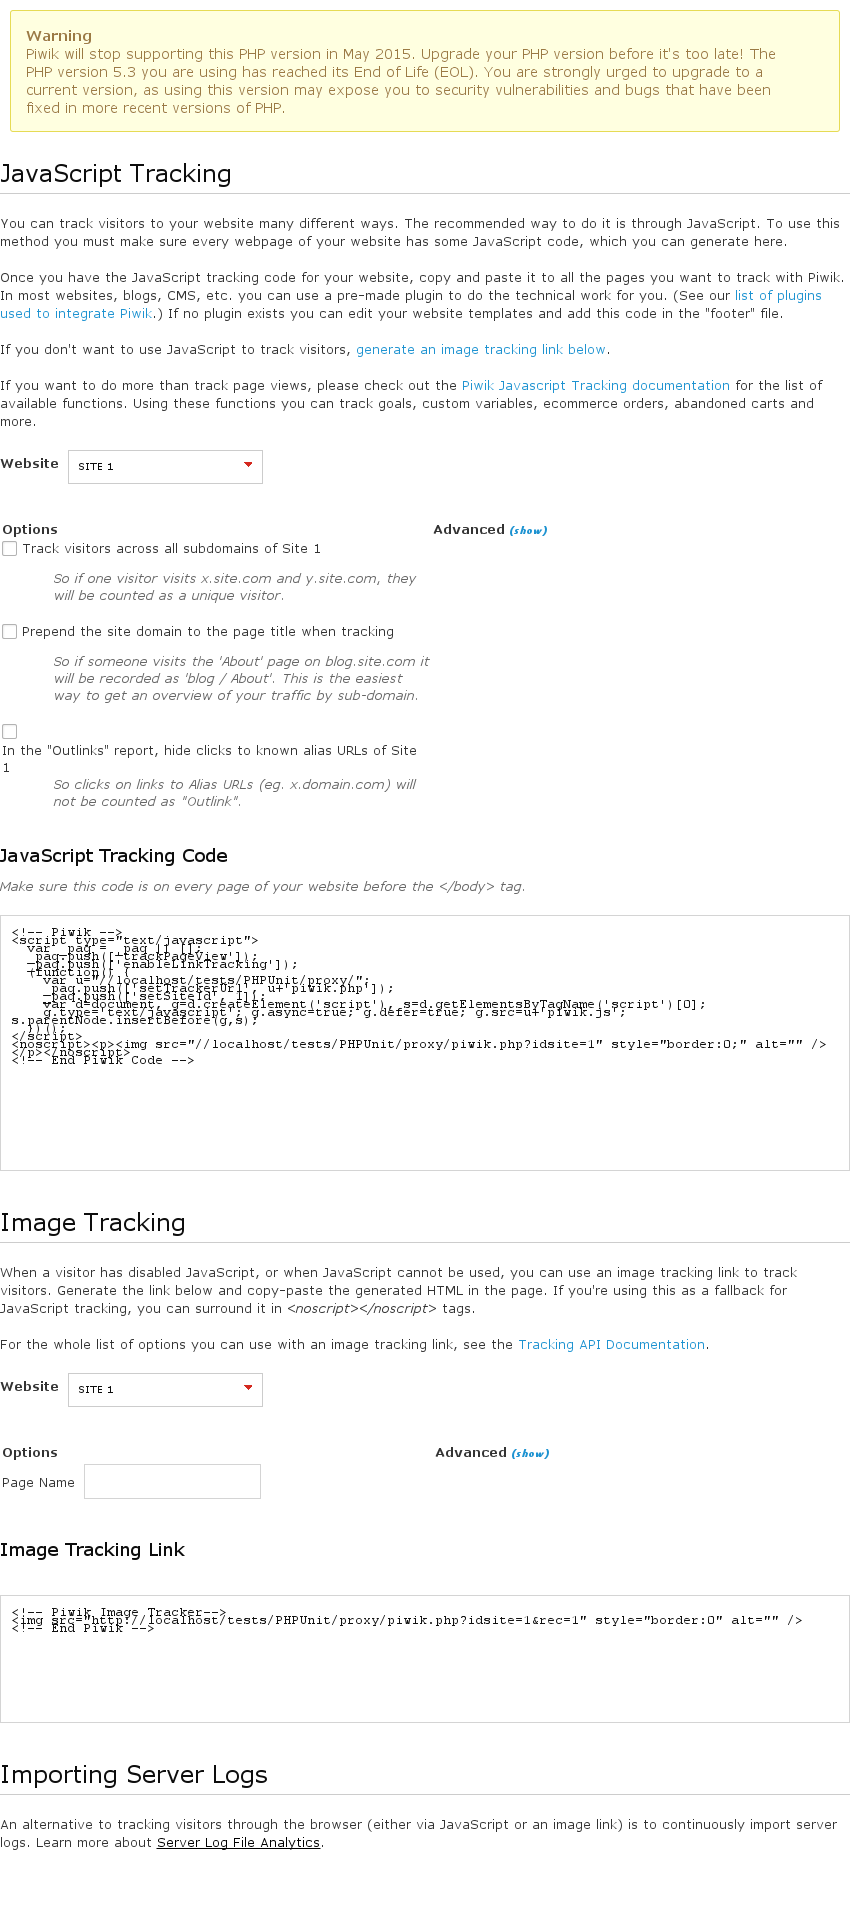 Warning
Piwik will stop supporting this PHP version in May 2015. Upgrade your PHP version before it's too late! The
PHP version 5.3 you are using has reached its End of Life (EOL). You are strongly urged to upgrade to a
current version, as using this version may expose you to security vulnerabilities and bugs that have been
fixed in more recent versions of PHP.
JavaScript Tracking
You can track visitors to your website many different ways. The recommended way to do it is through JavaScript. To use this
method you must make sure every webpage of your website has some JavaScript code, which you can generate here.
Once you have the JavaScript tracking code for your website, copy and paste it to all the pages you want to track with Piwik.
In most websites, blogs, CMS, etc. you can use a pre-made plugin to do the technical work for you. (See our list of plugins
used to integrate Piwik.) If no plugin exists you can edit your website templates and add this code in the "footer" file.
If you don't want to use JavaScript to track visitors, generate an image tracking link below.
If you want to do more than track page views, please check out the Piwik Javascript Tracking documentation for the list of
available functions. Using these functions you can track goals, custom variables, ecommerce orders, abandoned carts and
more.
Website SITE 1
Options Advanced (show)
Track visitors across all subdomains of Site 1
So if one visitor visits x.site.com and y.site.com, they
will be counted as a unique visitor.
Prepend the site domain to the page title when tracking
So if someone visits the 'About' page on blog.site.com it
will be recorded as 'blog / About'. This is the easiest
way to get an overview of your traffic by sub-domain.
In the "Outlinks" report, hide clicks to known alias URLs of Site
1
So clicks on links to Alias URLs (eg. x.domain.com) will
not be counted as "Outlink".
JavaScript Tracking Code
Make sure this code is on every page of your website before the </body> tag.
<!-- Piwik -->
<script type="text/javascript">
  var _paq = _paq || [];
  _paq.push(['trackPageView']);
  _paq.push(['enableLinkTracking']);
  (function() {
    var u="//localhost/tests/PHPUnit/proxy/";
    _paq.push(['setTrackerUrl', u+'piwik.php']);
    _paq.push(['setSiteId', 1]);
    var d=document, g=d.createElement('script'), s=d.getElementsByTagName('script')[0];
    g.type='text/javascript'; g.async=true; g.defer=true; g.src=u+'piwik.js';
s.parentNode.insertBefore(g,s);
  })();
</script>
<noscript><p><img src="//localhost/tests/PHPUnit/proxy/piwik.php?idsite=1" style="border:0;" alt="" />
</p></noscript>
<!-- End Piwik Code -->
Image Tracking
When a visitor has disabled JavaScript, or when JavaScript cannot be used, you can use an image tracking link to track
visitors. Generate the link below and copy-paste the generated HTML in the page. If you're using this as a fallback for
JavaScript tracking, you can surround it in <noscript></noscript> tags.
For the whole list of options you can use with an image tracking link, see the Tracking API Documentation.
Website SITE 1
Options Advanced (show)
Page Name
Image Tracking Link
<!-- Piwik Image Tracker-->
<img src="http://localhost/tests/PHPUnit/proxy/piwik.php?idsite=1&rec=1" style="border:0" alt="" />
<!-- End Piwik -->
Importing Server Logs
An alternative to tracking visitors through the browser (either via JavaScript or an image link) is to continuously import server
logs. Learn more about Server Log File Analytics.